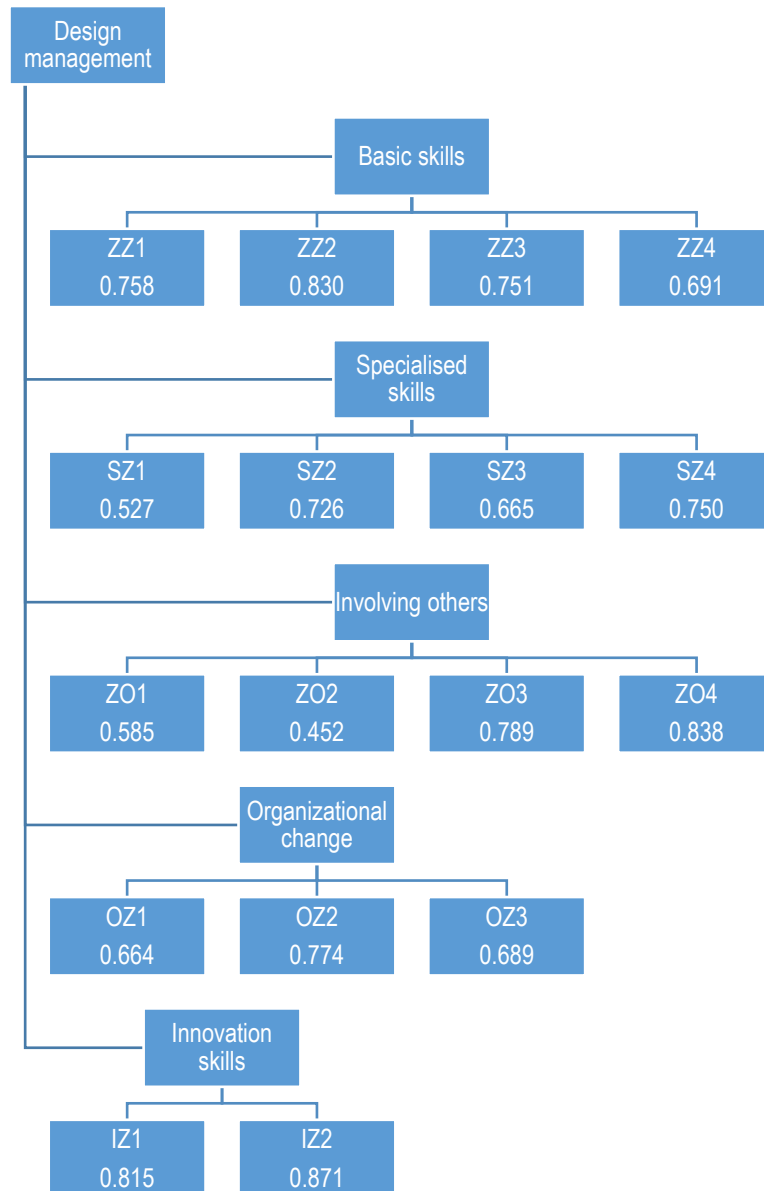 Design
management
Basic skills
ZZ1
0.758
ZZ2
0.830
ZZ3
0.751
ZZ4
0.691
Specialised
skills
SZ1
0.527
SZ2
0.726
SZ3
0.665
SZ4
0.750
Involving others
ZO1
0.585
ZO2
0.452
ZO3
0.789
ZO4
0.838
Organizational
change
OZ1
0.664
OZ2
0.774
OZ3
0.689
Innovation
skills
IZ1
0.815
IZ2
0.871